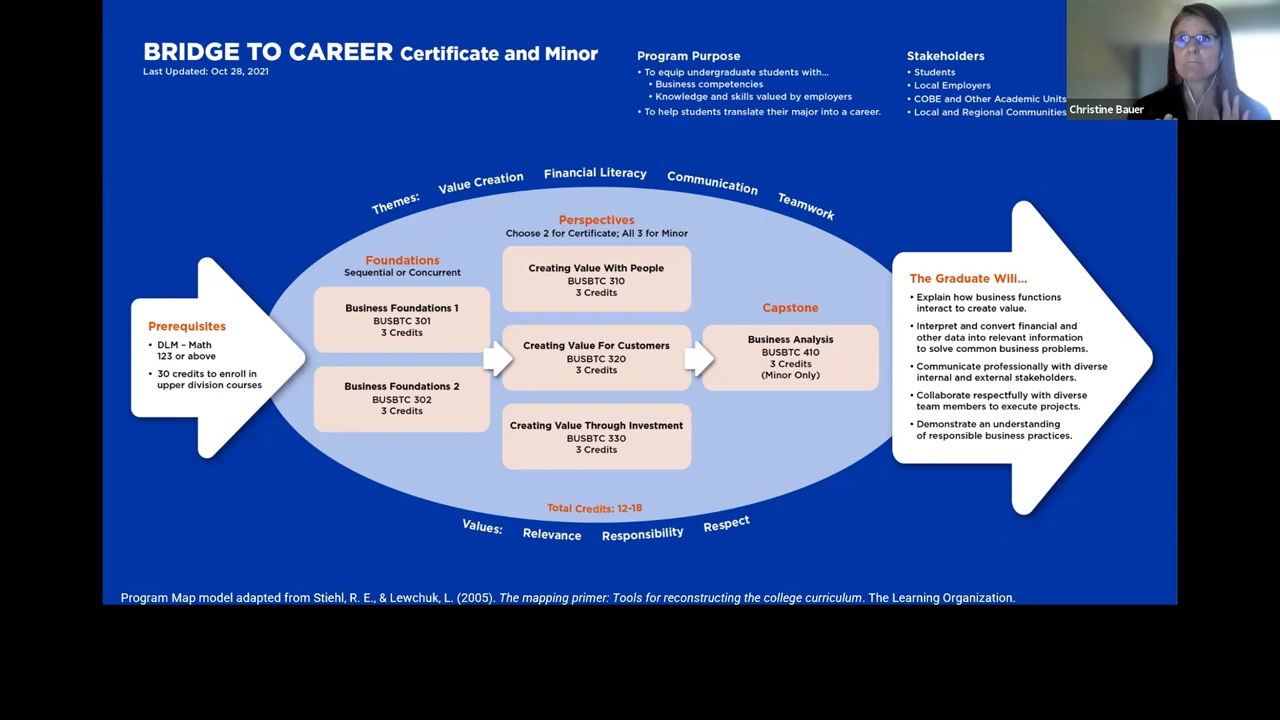 BRIDGE TO CAREER Certificate and Minor
Last Updated: Oct 28, 2021
Program Purpose
• To equip undergraduate students with...
• Business competencies
• Knowledge and skills valued by employers
• To help students translate their major into a career.
Stakeholders
• Students
• Local Employers
• COBE and Other Academic Units
• Local and Regional Communities
Christine Bauer
Themes: Value Creation Financial Literacy Communication Teamwork
Prerequisites
• DLM – Math
123 or above
• 30 credits to enroll in
upper division courses
Foundations
Sequential or Concurrent
Business Foundations 1
BUSBTC 301
3 Credits
Business Foundations 2
BUSBTC 302
3 Credits
Perspectives
Choose 2 for Certificate; All 3 for Minor
Creating Value With People
BUSBTC 310
3 Credits
Creating Value For Customers
BUSBTC 320
3 Credits
Creating Value Through Investment
BUSBTC 330
3 Credits
Capstone
Business Analysis
BUSBTC 410
3 Credits
(Minor Only)
The Graduate Will...
• Explain how business functions
interact to create value.
• Interpret and convert financial and
other data into relevant information
to solve common business problems.
• Communicate professionally with diverse
internal and external stakeholders.
• Collaborate respectfully with diverse
team members to execute projects.
• Demonstrate an understanding
of responsible business practices.
Total Credits: 12-18
Values: Relevance Responsibility Respect
Program Map model adapted from Stiehl, R. E., & Lewchuk, L. (2005). The mapping primer: Tools for reconstructing the college curriculum. The Learning Organization.